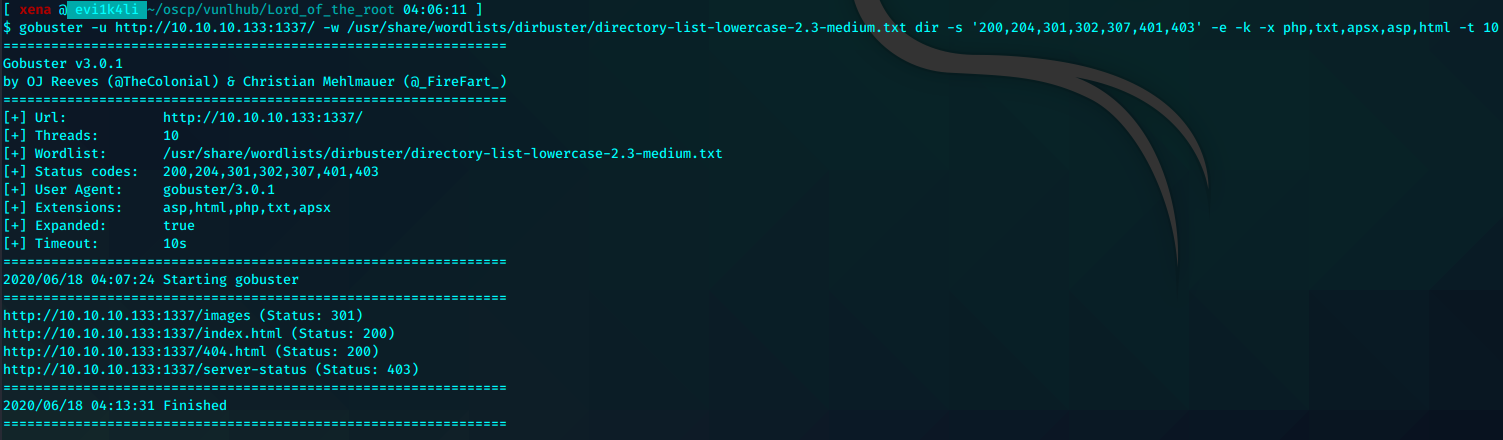 [ xena @ evi1k4li ~/oscp/vunlhub/Lord_of_the_root 04:06:11 ]
$ gobuster -u http://10.10.10.133:1337/ -w /usr/share/wordlists/dirbuster/directory-list-lowercase-2.3-medium.txt dir -s '200,204,301,302,307,401,403' -e -k -x php,txt,apsx,asp,html -t 10
===============================================================
Gobuster v3.0.1
by OJ Reeves (@TheColonial) & Christian Mehlmauer (@_FireFart_)
===============================================================
[+] Url:            http://10.10.10.133:1337/
[+] Threads:        10
[+] Wordlist:       /usr/share/wordlists/dirbuster/directory-list-lowercase-2.3-medium.txt
[+] Status codes:   200,204,301,302,307,401,403
[+] User Agent:     gobuster/3.0.1
[+] Extensions:     asp,html,php,txt,apsx
[+] Expanded:       true
[+] Timeout:        10s
===============================================================
2020/06/18 04:07:24 Starting gobuster
===============================================================
http://10.10.10.133:1337/images (Status: 301)
http://10.10.10.133:1337/index.html (Status: 200)
http://10.10.10.133:1337/404.html (Status: 200)
http://10.10.10.133:1337/server-status (Status: 403)
===============================================================
2020/06/18 04:13:31 Finished
===============================================================